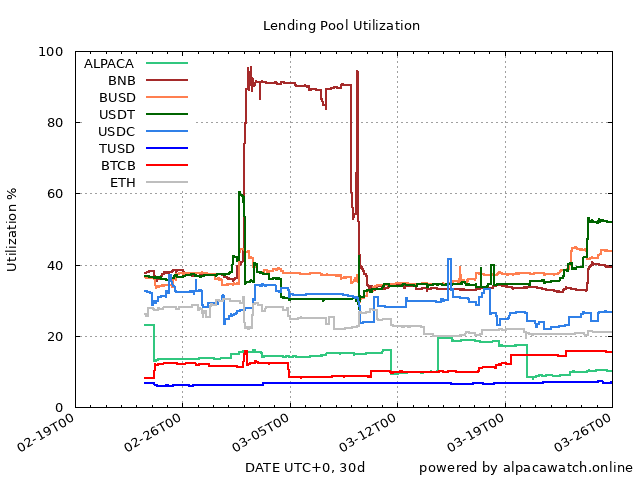 Lending Pool Utilization
100
80
60
40
20
0
Utilization %
ALPACA
BNB
BUSD
USDT
USDC
TUSD
BTCB
ETH
02-19T00
02-26T00
03-05T00
03-12T00
03-19T00
03-26T00
DATE UTC+0, 30d
powered by alpacawatch.online